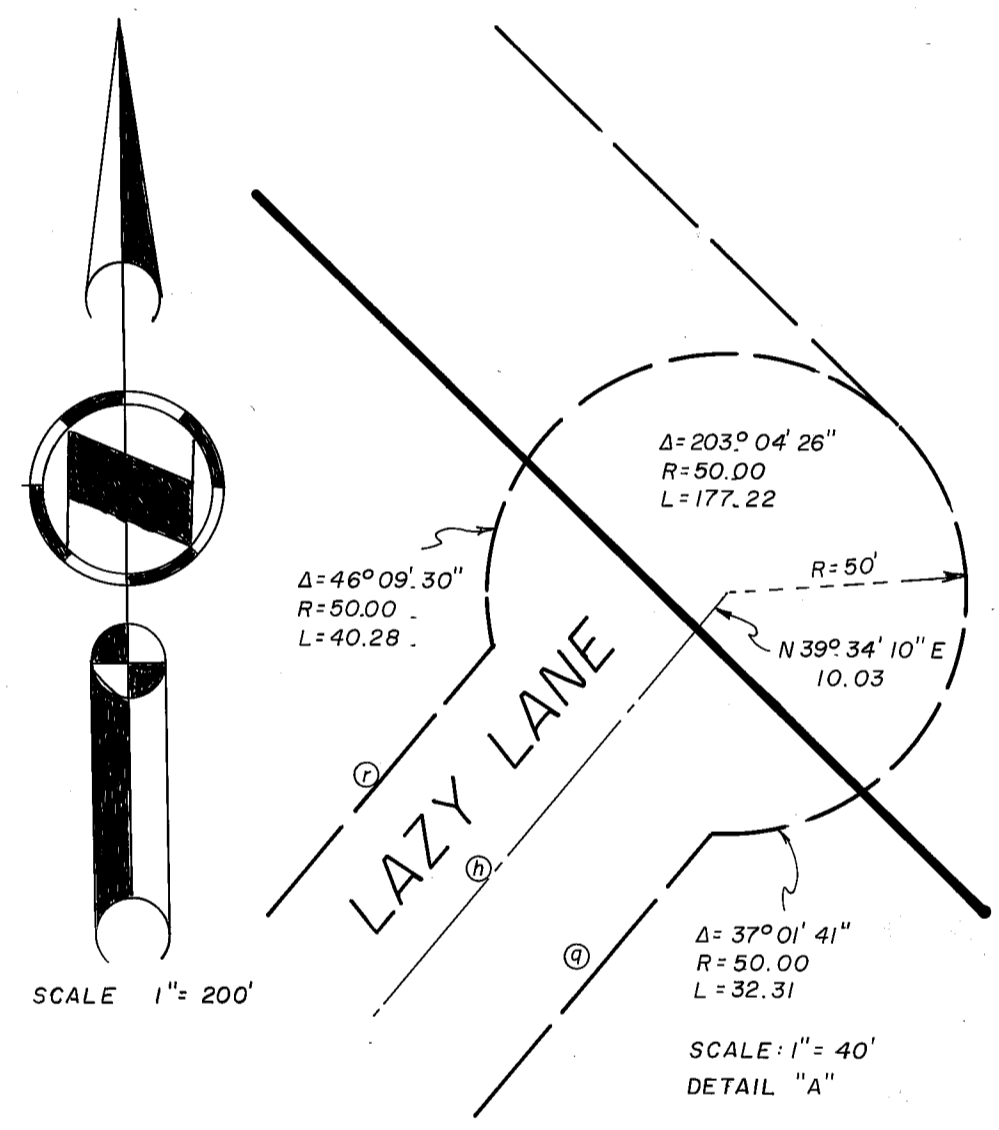 Δ=203° 04' 26"
R=50.00
L=177.22
Δ=46° 09' 30"
R=50.00
L=40.28
R=50'
N 39° 34' 10" E
10.03
LAZY LANE
r
h
q
Δ= 37° 01' 41"
R= 50.00
L= 32.31
SCALE 1"= 200'
SCALE: 1"= 40'
DETAIL "A"